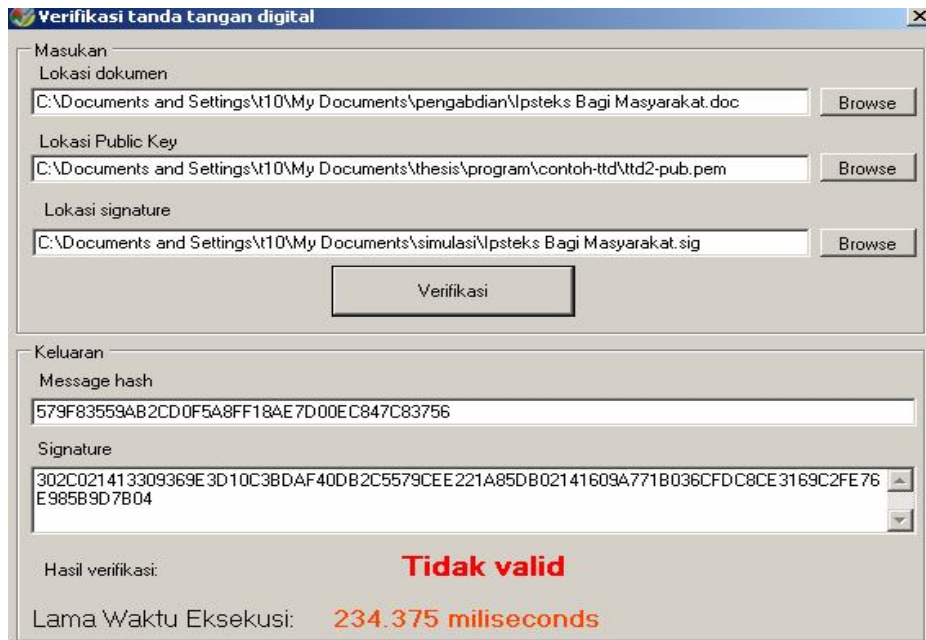 Verifikasi tanda tangan digital
Masukan
Lokasi dokumen
C:\Documents and Settings\t10\My Documents\pengabdian\Ipsteks Bagi Masyarakat.doc
Browse
Lokasi Public Key
C:\Documents and Settings\t10\My Documents\thesis\program\contoh-ttd\ttd2-pub.pem
Browse
Lokasi signature
C:\Documents and Settings\t10\My Documents\simulasi\Ipsteks Bagi Masyarakat.sig
Browse
Verifikasi
Keluaran
Message hash
579F83559AB2CD0F5A8FF18AE7D00EC847C83756
Signature
302C021413309369E3D10C3BDAF40DB2C5579CEE221A85DB02141609A771B036CFDC8CE3169C2FE76
E985B9D7B04
Hasil verifikasi: Tidak valid
Lama Waktu Eksekusi: 234.375 miliseconds